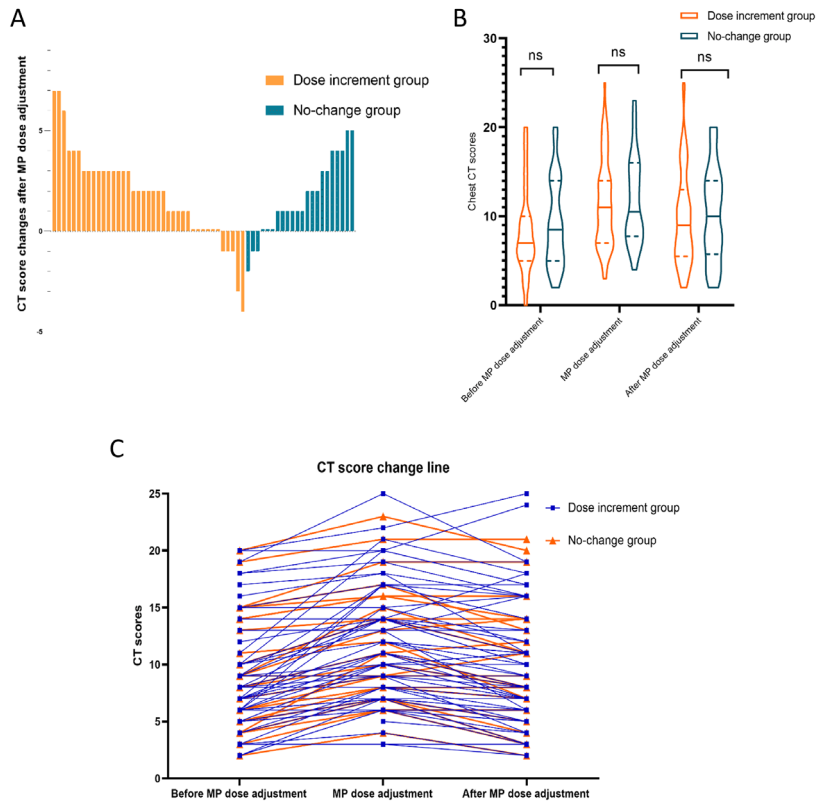 A
CT score changes after MP dose adjustment
5
0
-5
Dose increment group
No-change group
B
Dose increment group
No-change group
Chest CT scores
30
20
10
0
ns
ns
ns
Before MP dose adjustment
MP dose adjustment
After MP dose adjustment
C
CT score change line
CT scores
25
20
15
10
5
0
Dose increment group
No-change group
Before MP dose adjustment
MP dose adjustment
After MP dose adjustment